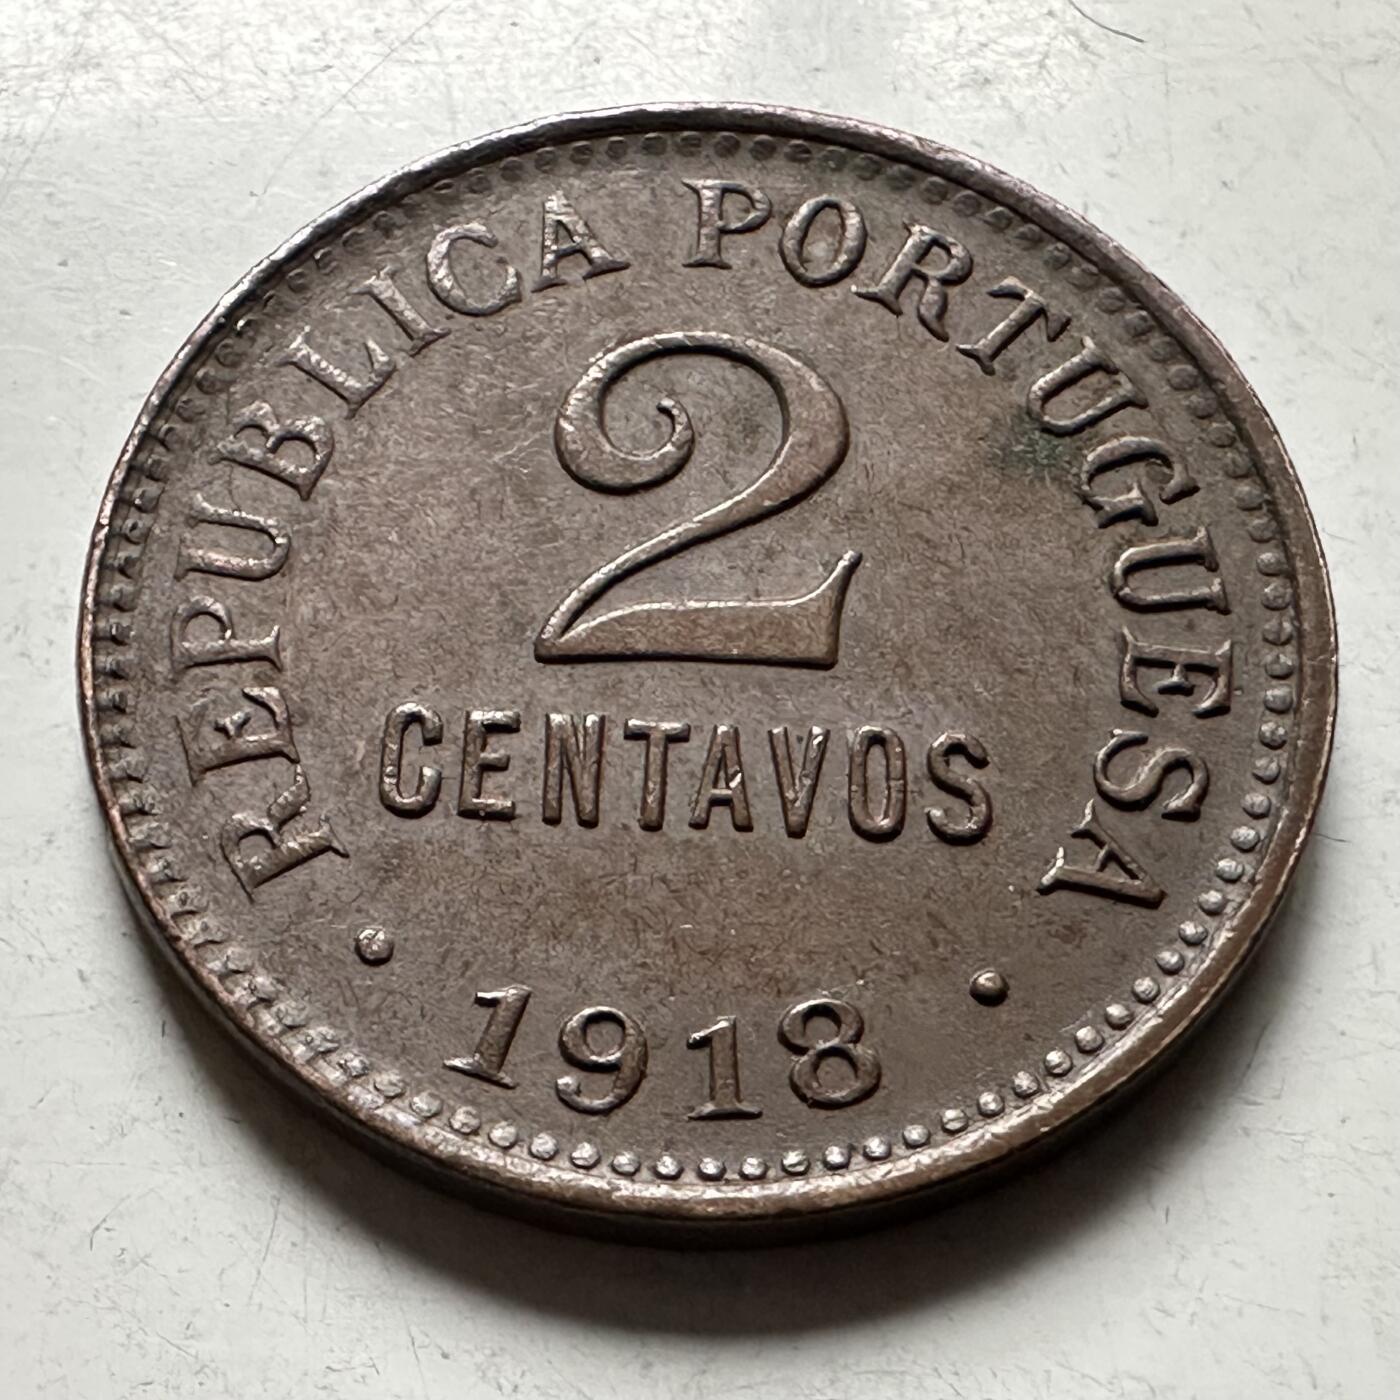 REPUBLICA PORTUGUESA
2
CENTAVOS
• 1918 •